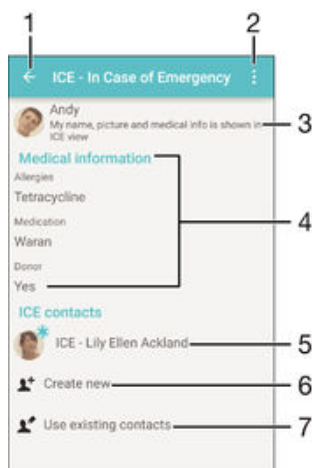 1
2
ICE - In Case of Emergency
Andy
My name, picture and medical info is shown in
ICE view
3
Medical information
Allergies
Tetracycline
Medication
Waran
Donor
Yes
4
ICE contacts
ICE - Lily Ellen Ackland
5
Create new
6
Use existing contacts
7